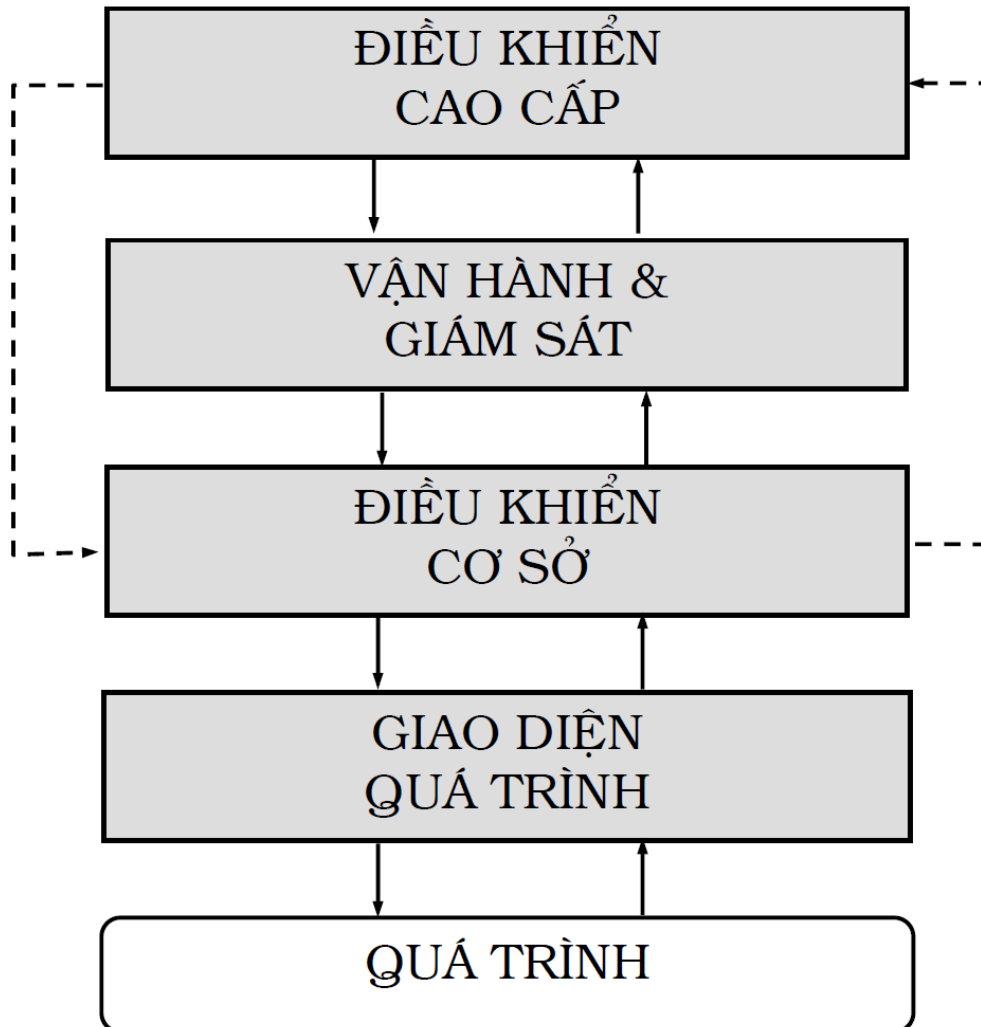 ĐIỀU KHIỂN
CAO CẤP
VẬN HÀNH &
GIÁM SÁT
ĐIỀU KHIỂN
CƠ SỞ
GIAO DIỆN
QUÁ TRÌNH
QUÁ TRÌNH